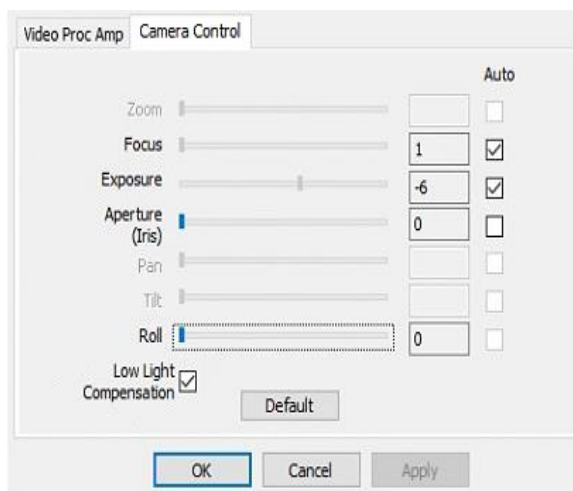 Video Proc Amp Camera Control
Auto
Zoom
Focus 1
Exposure -6
Aperture
(Iris) 0
Pan
Tilt
Roll 0
Low Light
Compensation
Default
OK Cancel Apply